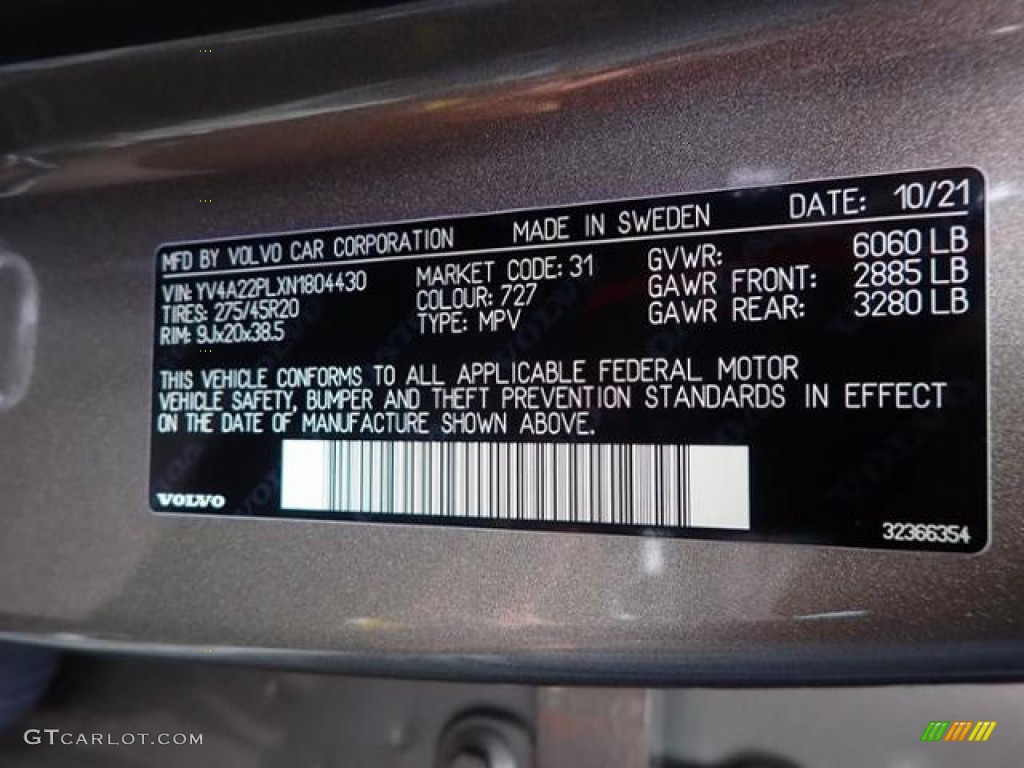 MFD BY VOLVO CAR CORPORATION MADE IN SWEDEN DATE: 10/21
VIN: YV4A22PLXN1804430 MARKET CODE: 31 GVWR: 6060 LB
TIRES: 275/45R20 COLOUR: 727 GAWR FRONT: 2885 LB
RIM: 9Jx20x38.5 TYPE: MPV GAWR REAR: 3280 LB
THIS VEHICLE CONFORMS TO ALL APPLICABLE FEDERAL MOTOR
VEHICLE SAFETY, BUMPER AND THEFT PREVENTION STANDARDS IN EFFECT
ON THE DATE OF MANUFACTURE SHOWN ABOVE.
VOLVO
32366354
GTCARLOT.COM